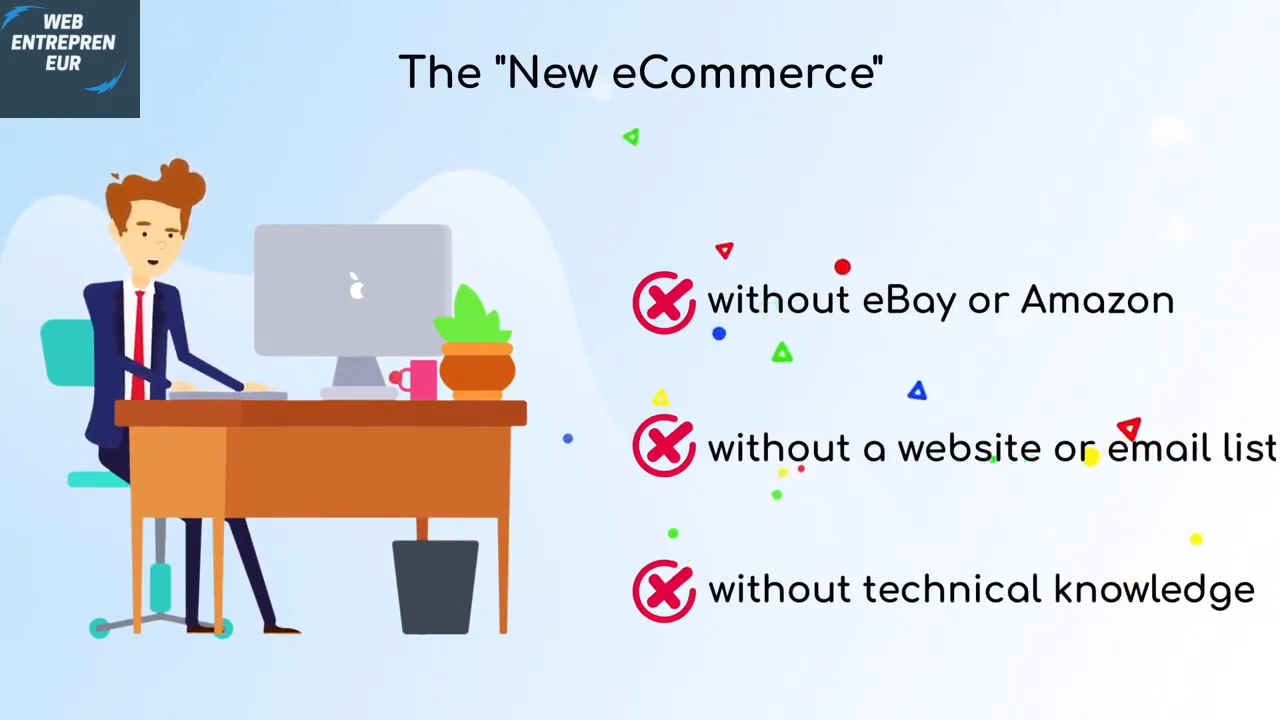 WEB
ENTREPREN
EUR
The "New eCommerce"
without eBay or Amazon
without a website or email list
without technical knowledge